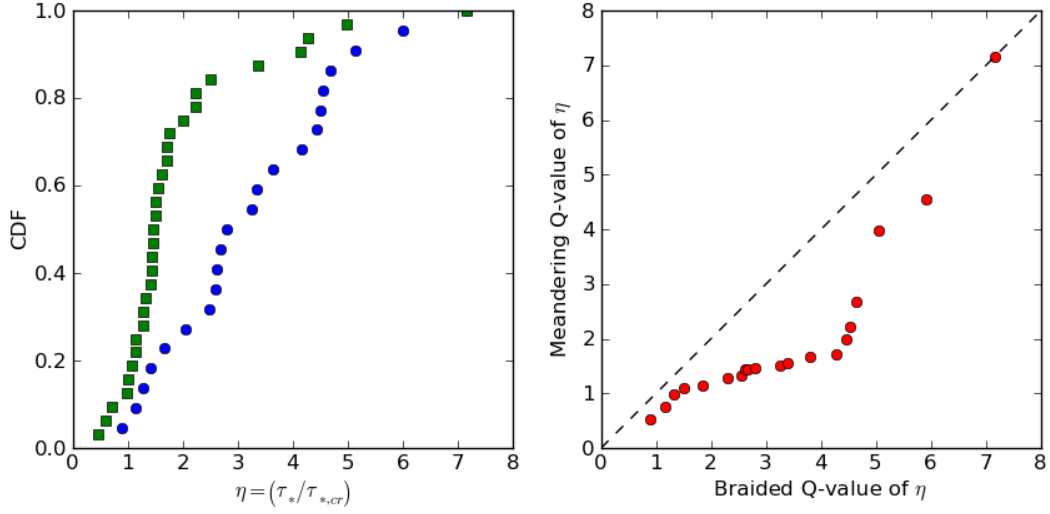 1.0
0.8
0.6
0.4
0.2
0.0
CDF
0 1 2 3 4 5 6 7 8
η=(τ*/τ*,cr)
8
7
6
5
4
3
2
1
0
Meandering Q-value of η
0 1 2 3 4 5 6 7 8
Braided Q-value of η